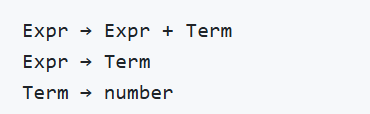 Expr → Expr + Term
Expr → Term
Term → number